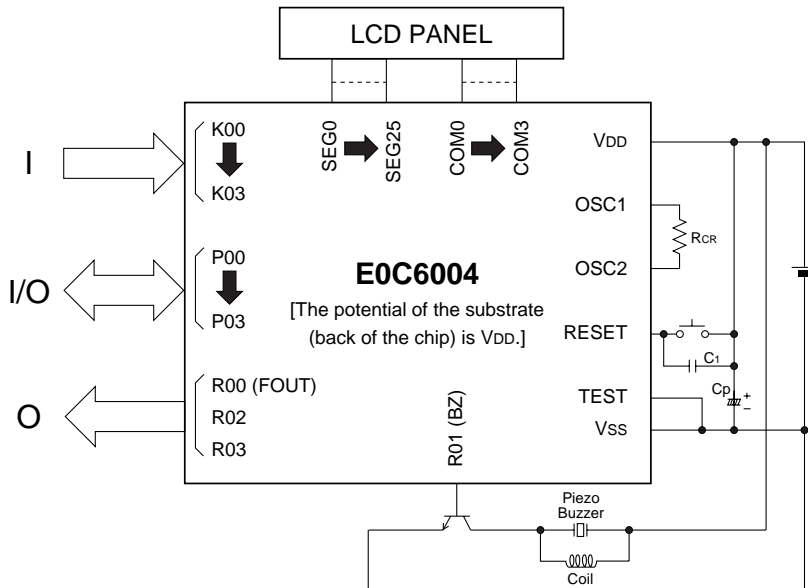 LCD PANEL
SEG0
SEG25
COM0
COM3
I
K00
K03
I/O
P00
P03
O
R00 (FOUT)
R02
R03
E0C6004
[The potential of the substrate
(back of the chip) is VDD.]
R01 (BZ)
VDD
OSC1
RCR
OSC2
RESET
C1
TEST
Cp
+
–
VSS
Piezo
Buzzer
Coil